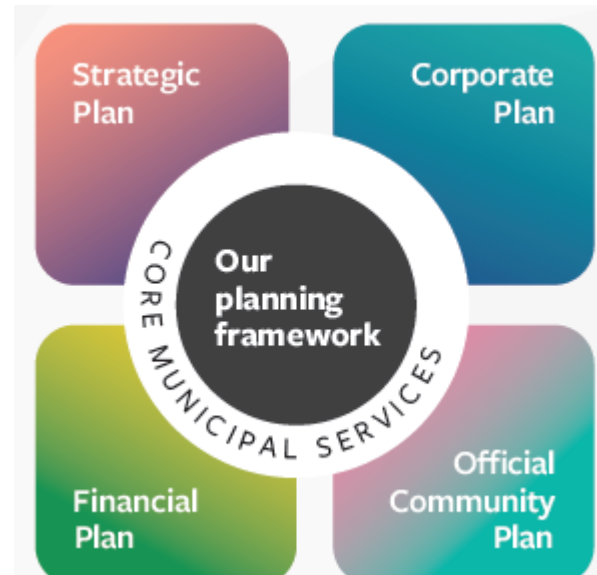 Strategic
Plan
Corporate
Plan
Our
planning
framework
CORE MUNICIPAL SERVICES
Financial
Plan
Official
Community
Plan